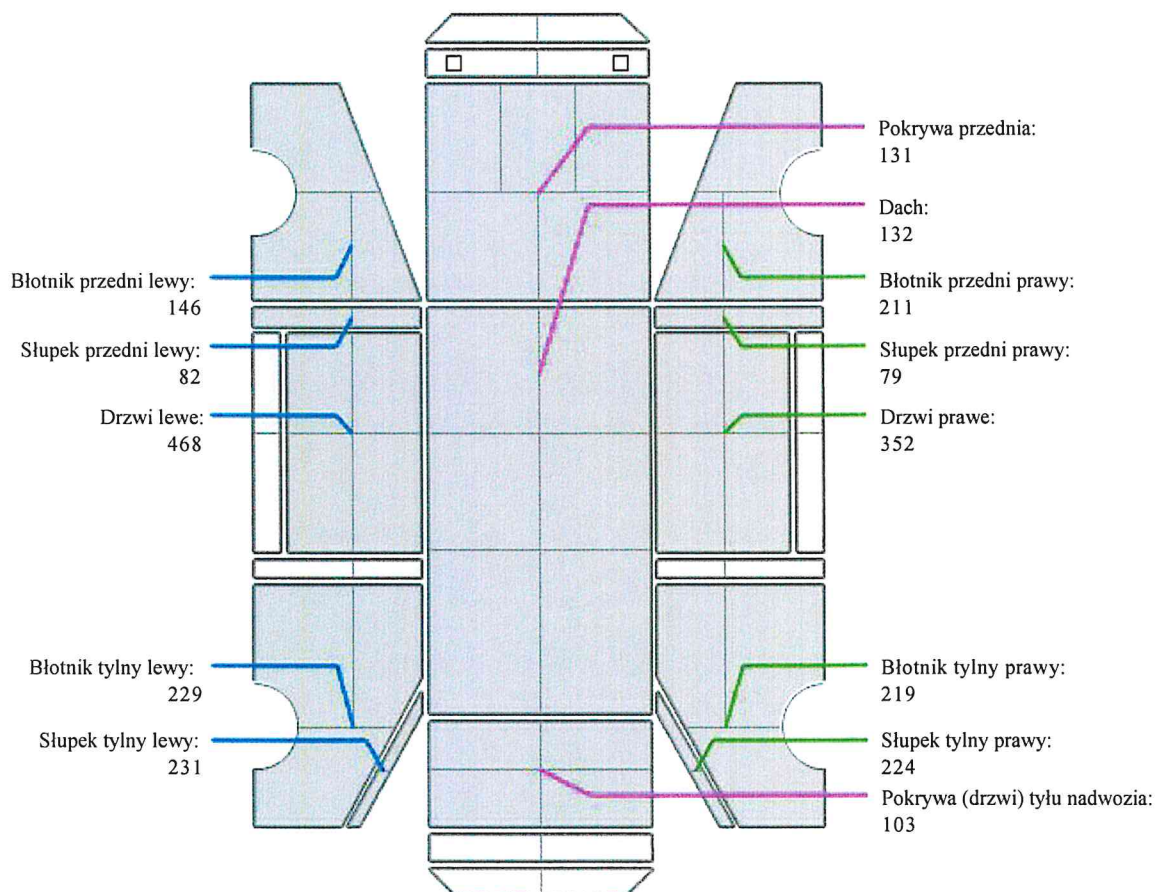 Pokrywa przednia:
131
Dach:
132
Błotnik przedni lewy:
146
Błotnik przedni prawy:
211
Słupek przedni lewy:
82
Słupek przedni prawy:
79
Drzwi lewe:
468
Drzwi prawe:
352
Błotnik tylny lewy:
229
Błotnik tylny prawy:
219
Słupek tylny lewy:
231
Słupek tylny prawy:
224
Pokrywa (drzwi) tyłu nadwozia:
103